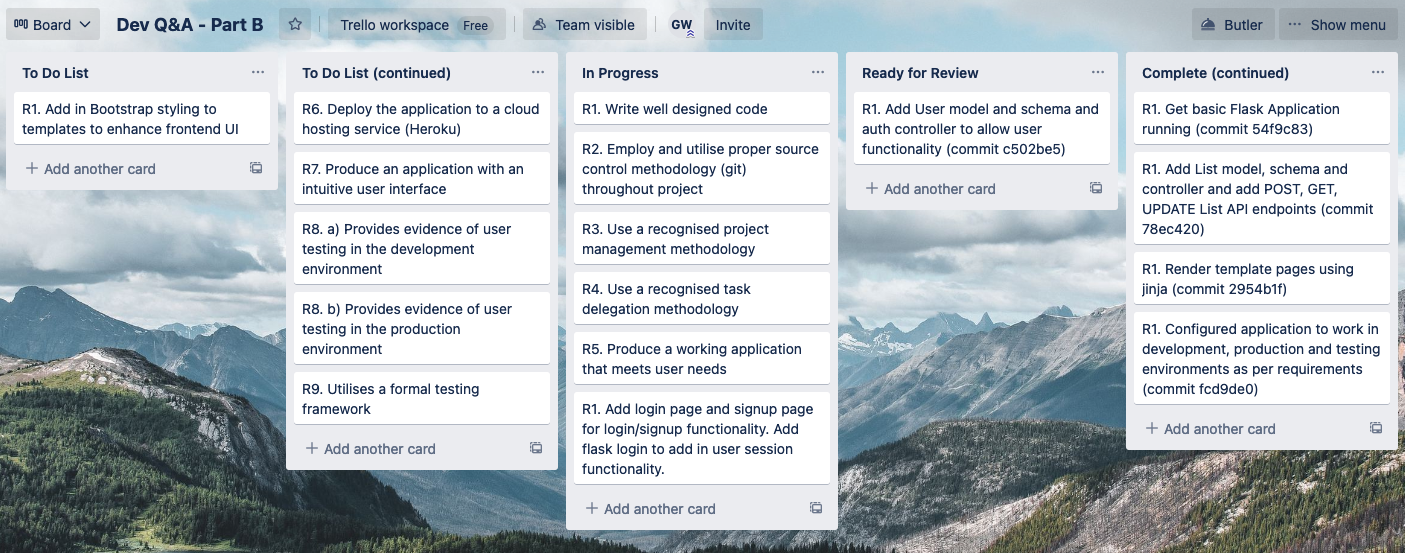 Board
Dev Q&A - Part B
Trello workspace Free
Team visible
GW
Invite
Butler
Show menu
To Do List
R1. Add in Bootstrap styling to
templates to enhance frontend UI
Add another card
To Do List (continued)
R6. Deploy the application to a cloud
hosting service (Heroku)
R7. Produce an application with an
intuitive user interface
R8. a) Provides evidence of user
testing in the development
environment
R8. b) Provides evidence of user
testing in the production
environment
R9. Utilises a formal testing
framework
Add another card
In Progress
R1. Write well designed code
R2. Employ and utilise proper source
control methodology (git)
throughout project
R3. Use a recognised project
management methodology
R4. Use a recognised task
delegation methodology
R5. Produce a working application
that meets user needs
R1. Add login page and signup page
for login/signup functionality. Add
flask login to add in user session
functionality.
Add another card
Ready for Review
R1. Add User model and schema and
auth controller to allow user
functionality (commit c502be5)
Add another card
Complete (continued)
R1. Get basic Flask Application
running (commit 54f9c83)
R1. Add List model, schema and
controller and add POST, GET,
UPDATE List API endpoints (commit
78ec420)
R1. Render template pages using
jinja (commit 2954b1f)
R1. Configured application to work in
development, production and testing
environments as per requirements
(commit fcd9de0)
Add another card